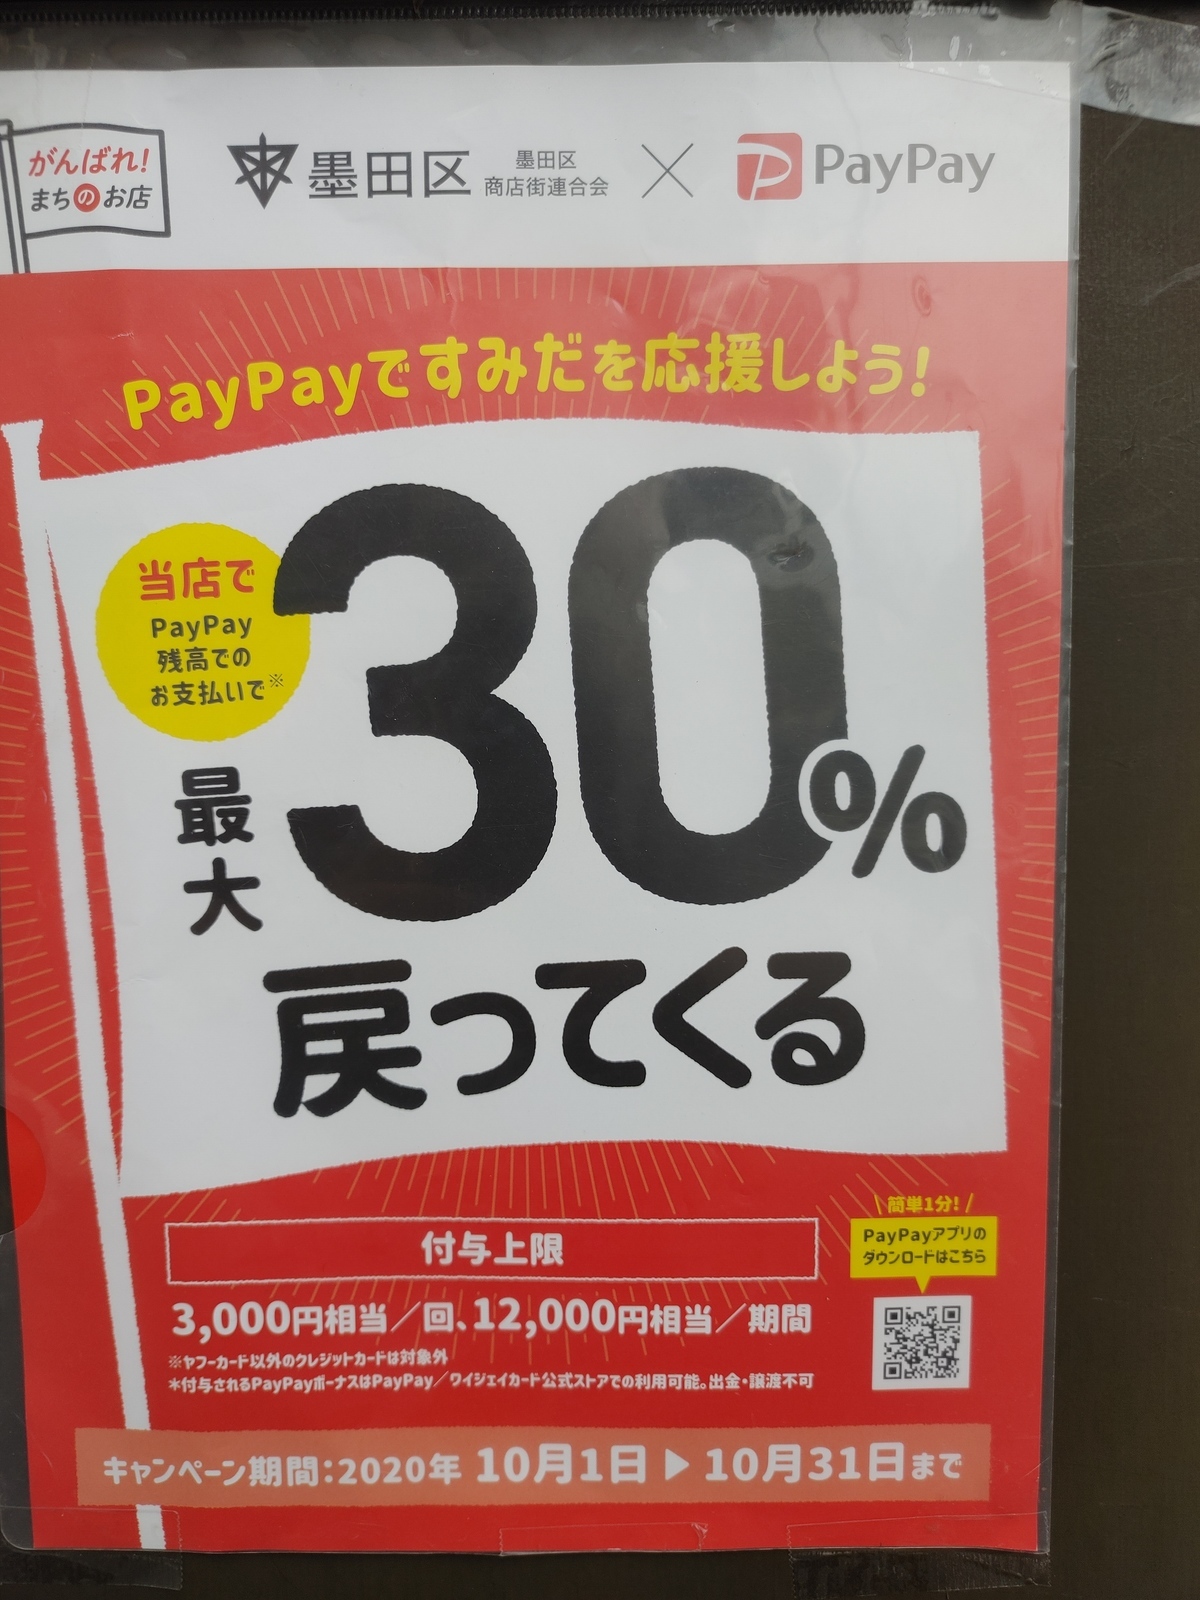 がんばれ!
まちのお店
墨田区
墨田区
商店街連合会
×
PayPay
PayPayですみだを応援しよう!
当店で
PayPay
残高での
お支払いで※
最大
30%
戻ってくる
付与上限
3,000円相当／回、12,000円相当／期間
※ヤフーカード以外のクレジットカードは対象外
＊付与されるPayPayボーナスはPayPay／ワイジェイカード公式ストアでの利用可能。出金・譲渡不可
簡単1分!
PayPayアプリの
ダウンロードはこちら
キャンペーン期間:2020年 10月1日▶10月31日まで